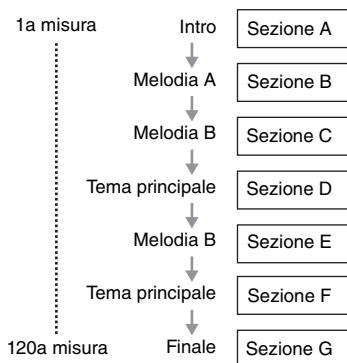 1a misura Intro Sezione A
Melodia A Sezione B
Melodia B Sezione C
Tema principale Sezione D
Melodia B Sezione E
Tema principale Sezione F
120a misura Finale Sezione G